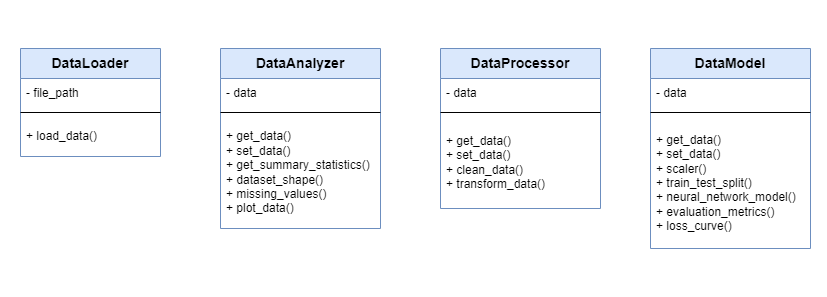 DataLoader
- file_path
+ load_data()
DataAnalyzer
- data
+ get_data()
+ set_data()
+ get_summary_statistics()
+ dataset_shape()
+ missing_values()
+ plot_data()
DataProcessor
- data
+ get_data()
+ set_data()
+ clean_data()
+ transform_data()
DataModel
- data
+ get_data()
+ set_data()
+ scaler()
+ train_test_split()
+ neural_network_model()
+ evaluation_metrics()
+ loss_curve()